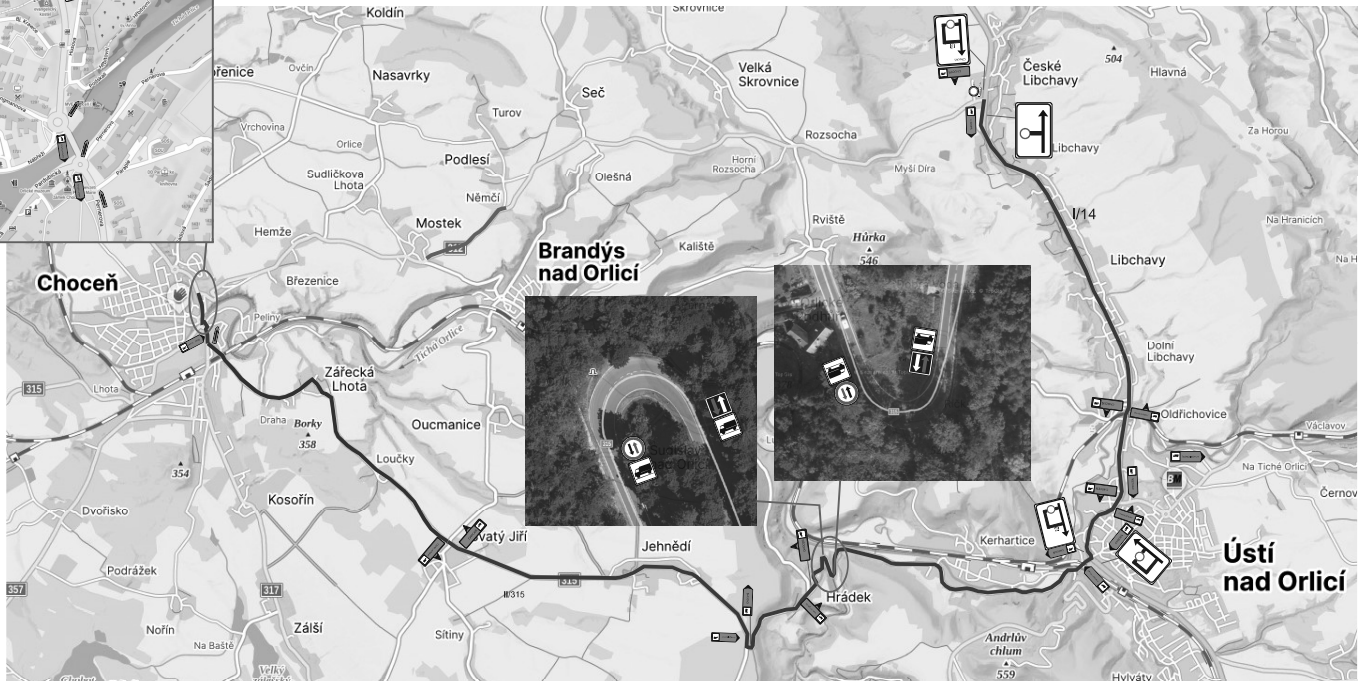 Koldín
Skrovnice
Ovčín
Nasavrky
Velká
Skrovnice
České
Libchavy
504
Hlavná
Seč
Turov
Vrchovina
Orlice
Rozsocha
Za Horou
Libchavy
Podlesí
Horní
Rozsocha
Myší Díra
Sudličkova
Lhota
Olešná
Němčí
Mostek
312
I/14
Rviště
Na Hranicích
Hemže
Brandýs
nad Orlicí
Kaliště
Hůrka
546
Libchavy
Choceň
Březenice
Peliny
Tichá Orlice
Dolní
Libchavy
315
Lhota
Zářecká
Lhota
Draha
Borky
358
Oucmanice
Oldřichovice
Václavov
354
Loučky
Na Tiché Orlici
Kosořín
Dvořisko
Jehnědí
Kerhartice
Ústí
nad Orlicí
Podrážek
357
317
315
II/315
Hrádek
Nořín
Zálší
Sítiny
Na Baště
Andrlův
chlum
559
Velký
Hylváty